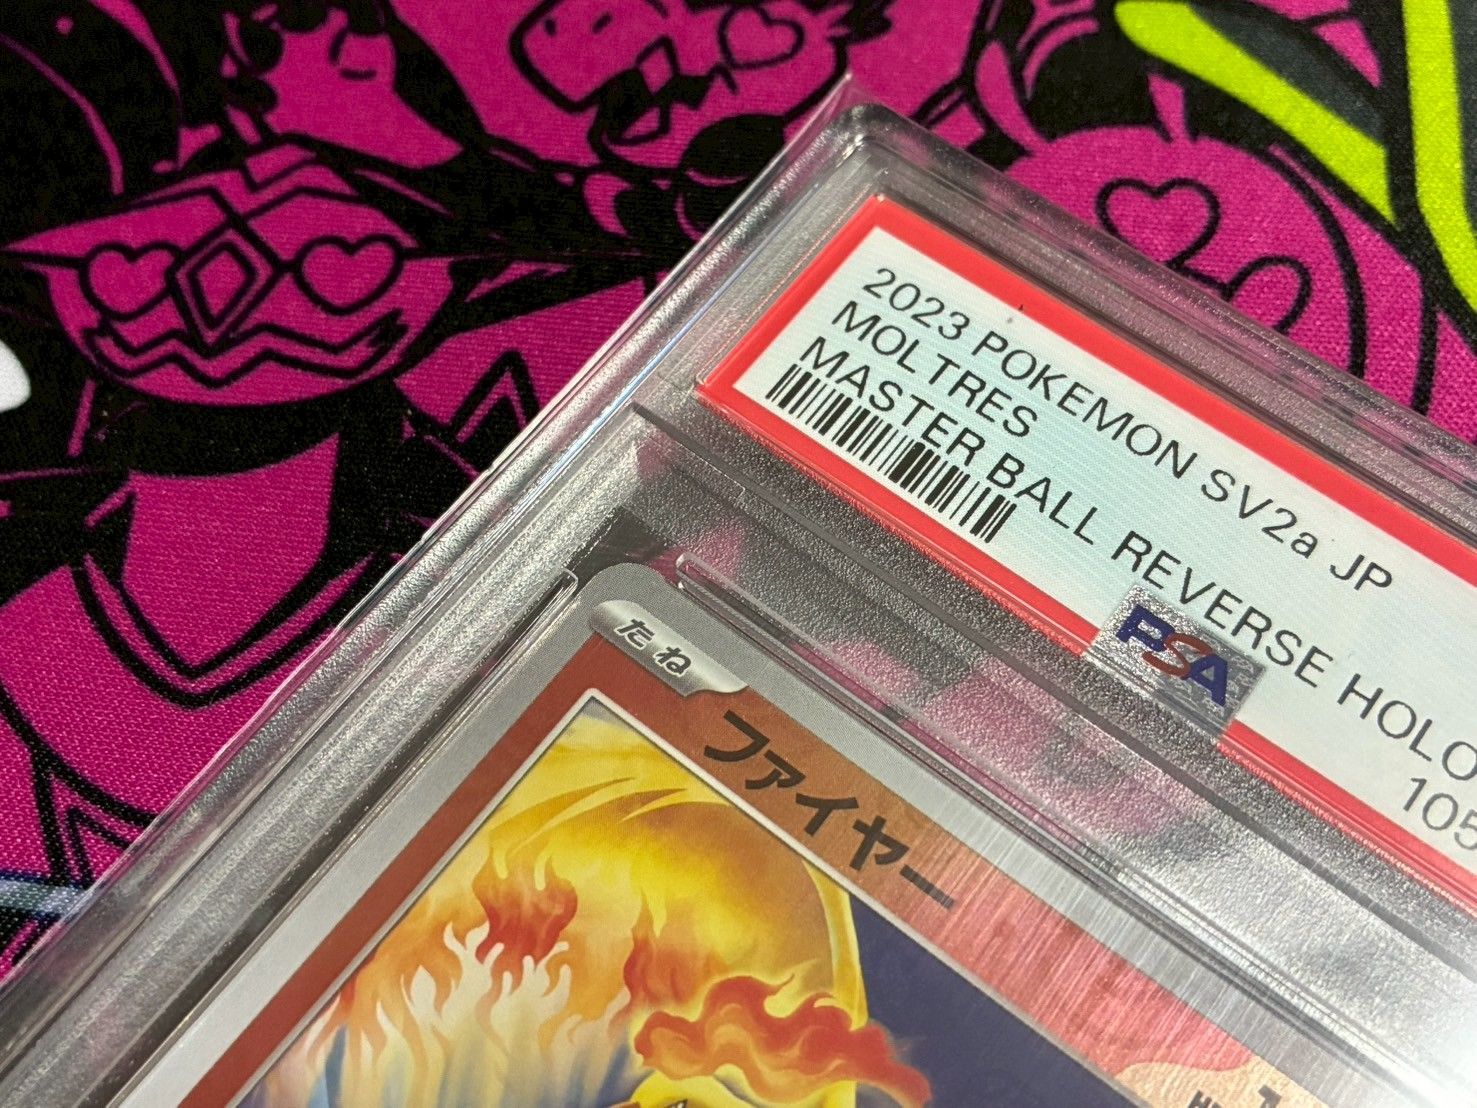 2023 POKEMON SV2a JP
MOLTRES
MASTER BALL REVERSE HOLO
105
PSA
たね
ファイヤー